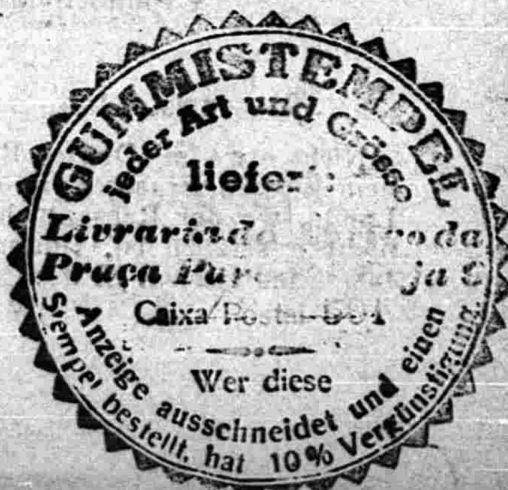 GUMMISTEMPEL
jeder Art und Grösse
liefert:
Livraria da
Praça
Caixa Postal
Wer diese
Anzeige ausschneidet und einen
Stempel bestellt, hat 10% Vergünstigung.